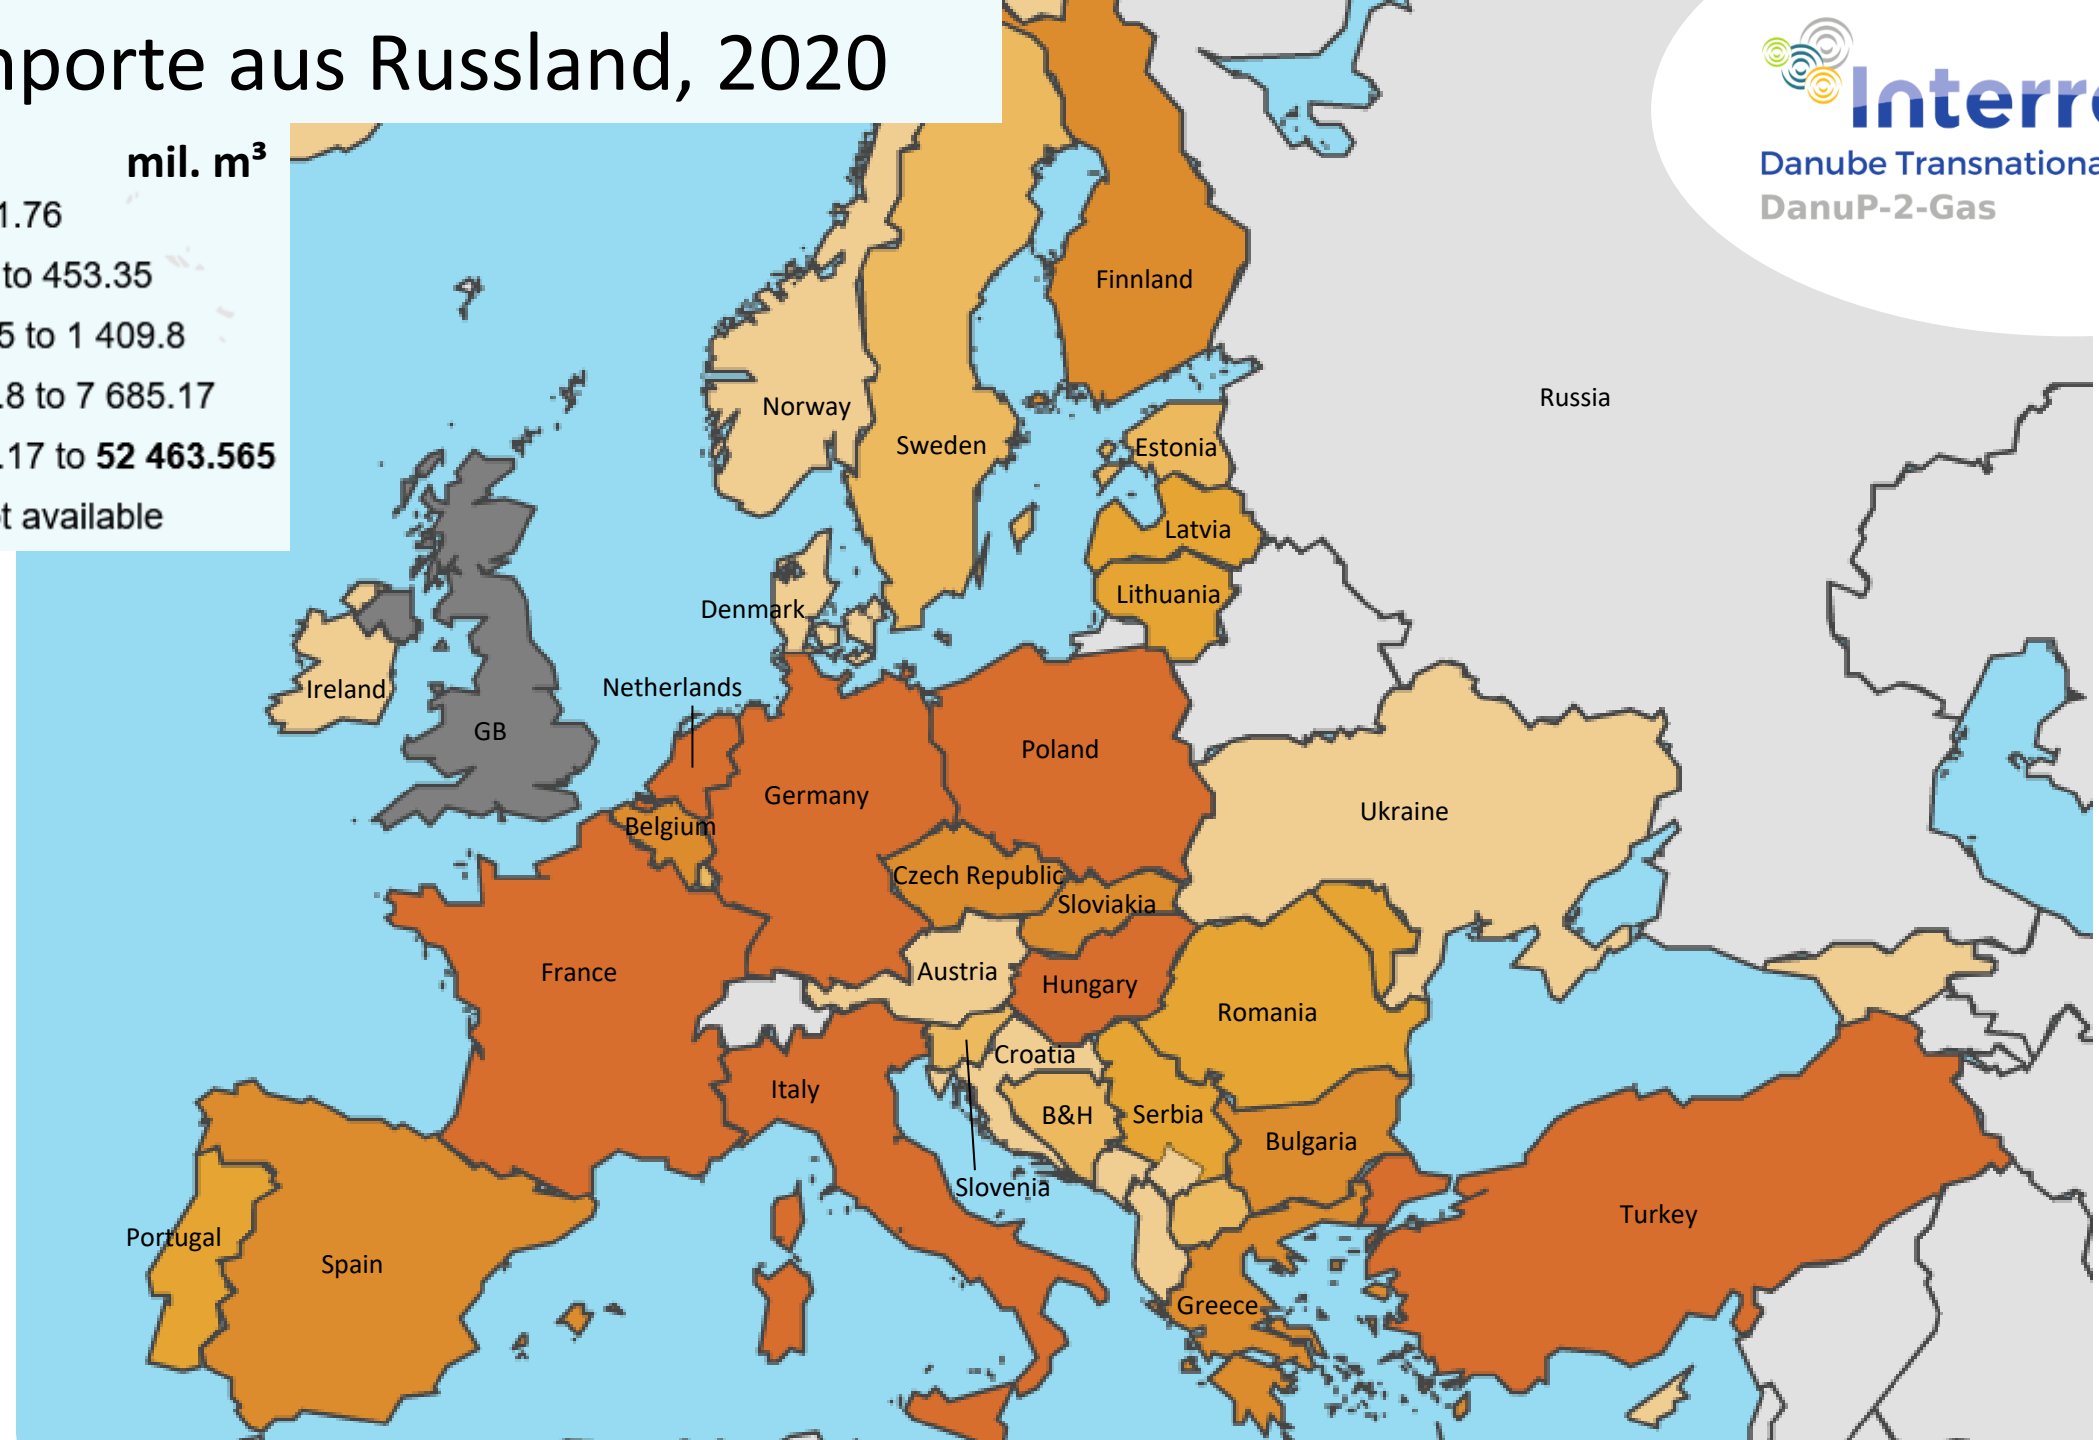 nporte aus Russland, 2020
mil. m³
1.76
to 453.35
5 to 1 409.8
.8 to 7 685.17
.17 to 52 463.565
t available
Interre
Danube Transnationa
DanuP-2-Gas
Finnland
Russia
Norway
Sweden
Estonia
Latvia
Lithuania
Denmark
Ireland
Netherlands
GB
Poland
Germany
Ukraine
Belgium
Czech Republic
Sloviakia
France
Austria
Hungary
Romania
Croatia
Italy
B&H
Serbia
Bulgaria
Slovenia
Portugal
Spain
Turkey
Greece